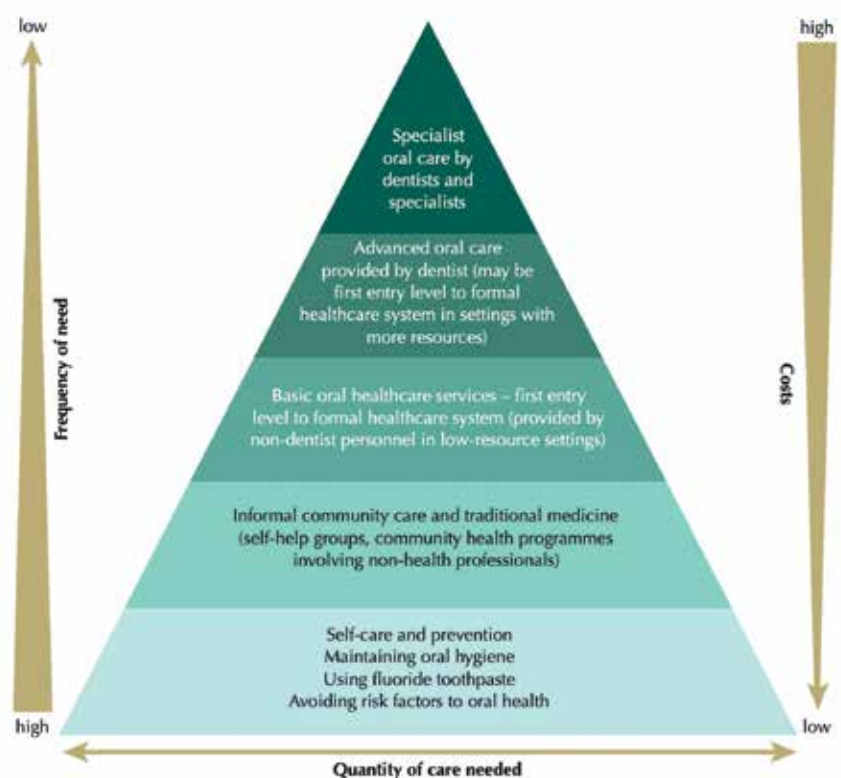 low
high
Specialist
oral care by
dentists and
specialists
Advanced oral care
provided by dentist (may be
first entry level to formal
healthcare system in settings with
more resources)
Frequency of need
Costs
Basic oral healthcare services – first entry
level to formal healthcare system (provided by
non-dentist personnel in low-resource settings)
Informal community care and traditional medicine
(self-help groups, community health programmes
involving non-health professionals)
Self-care and prevention
Maintaining oral hygiene
Using fluoride toothpaste
Avoiding risk factors to oral health
high
low
Quantity of care needed